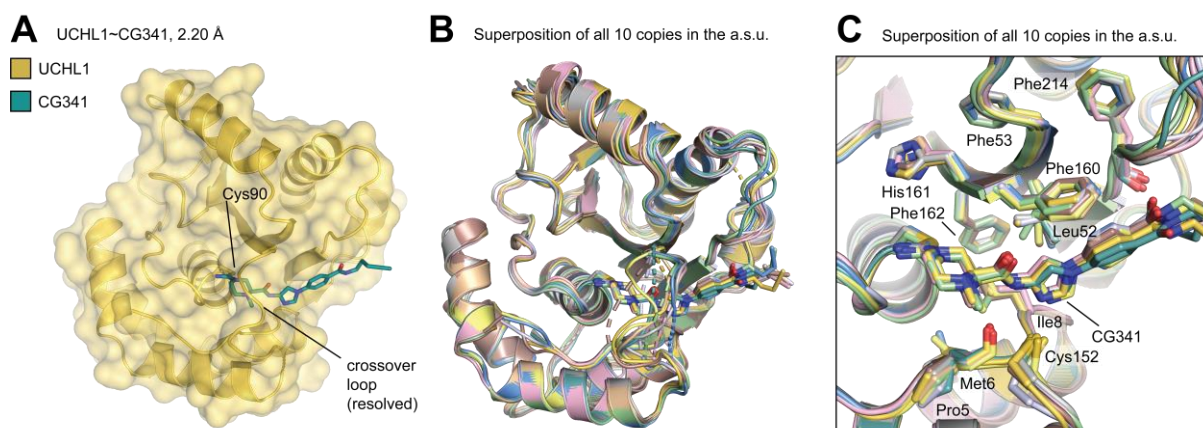 A UCHL1~CG341, 2.20 Å
UCHL1
CG341
Cys90
crossover
loop
(resolved)
B Superposition of all 10 copies in the a.s.u.
C Superposition of all 10 copies in the a.s.u.
Phe214
Phe53
Phe160
His161
Phe162
Leu52
Ile8
CG341
Cys152
Met6
Pro5